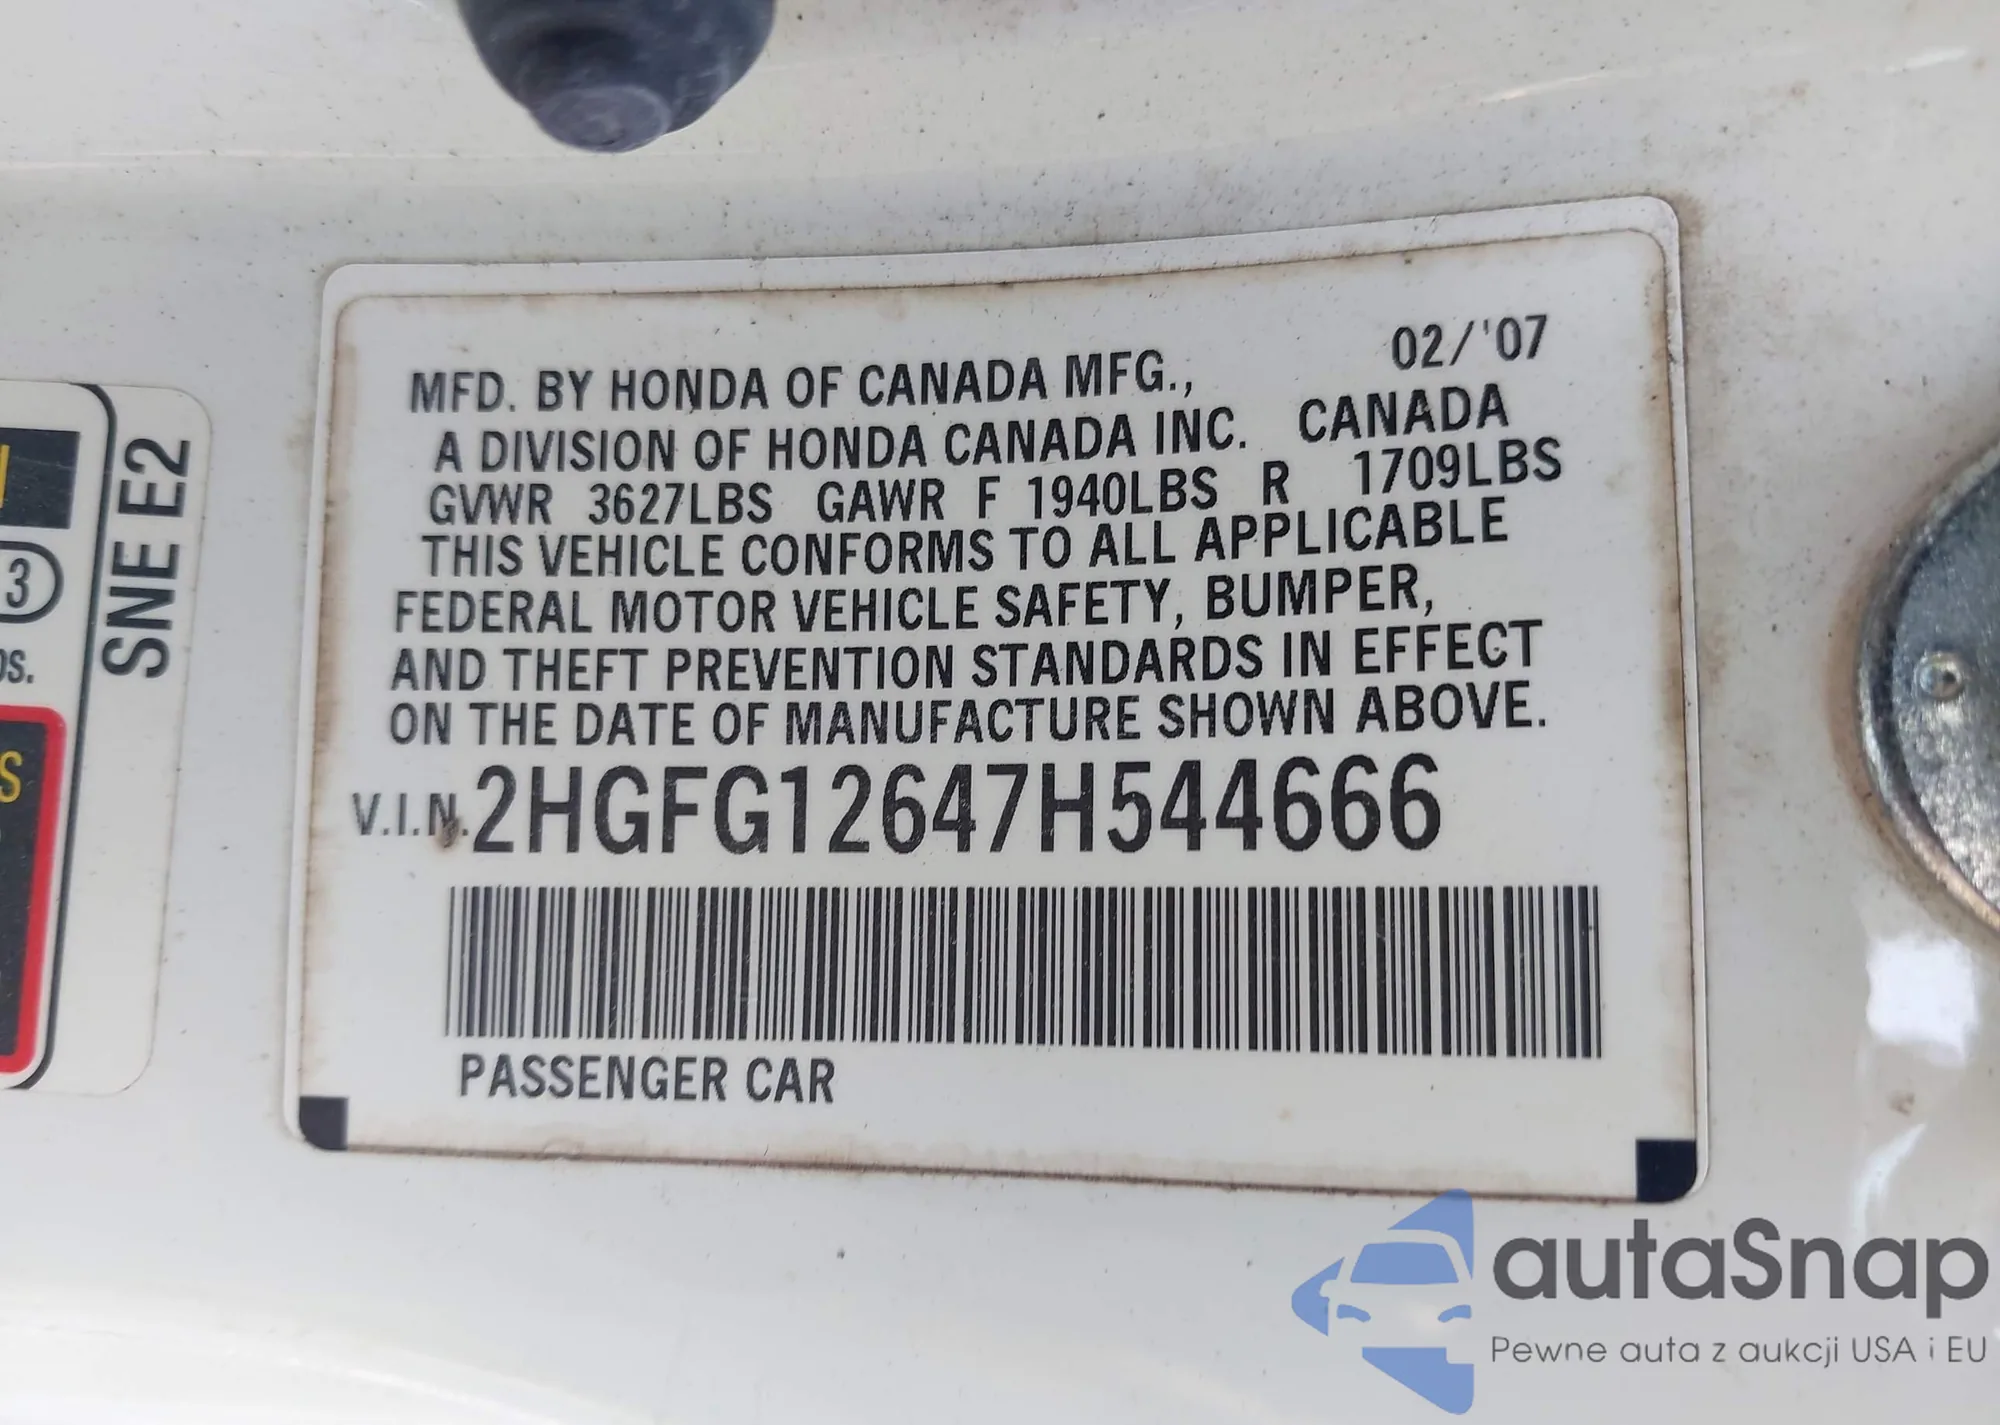 02/'07
MFD. BY HONDA OF CANADA MFG.,
A DIVISION OF HONDA CANADA INC. CANADA
GVWR 3627LBS GAWR F 1940LBS R 1709LBS
THIS VEHICLE CONFORMS TO ALL APPLICABLE
FEDERAL MOTOR VEHICLE SAFETY, BUMPER,
AND THEFT PREVENTION STANDARDS IN EFFECT
ON THE DATE OF MANUFACTURE SHOWN ABOVE.
V.I.N. 2HGFG12647H544666
PASSENGER CAR
SNE E2
3
S
autoSnap
Pewne auta z aukcji USA i EU